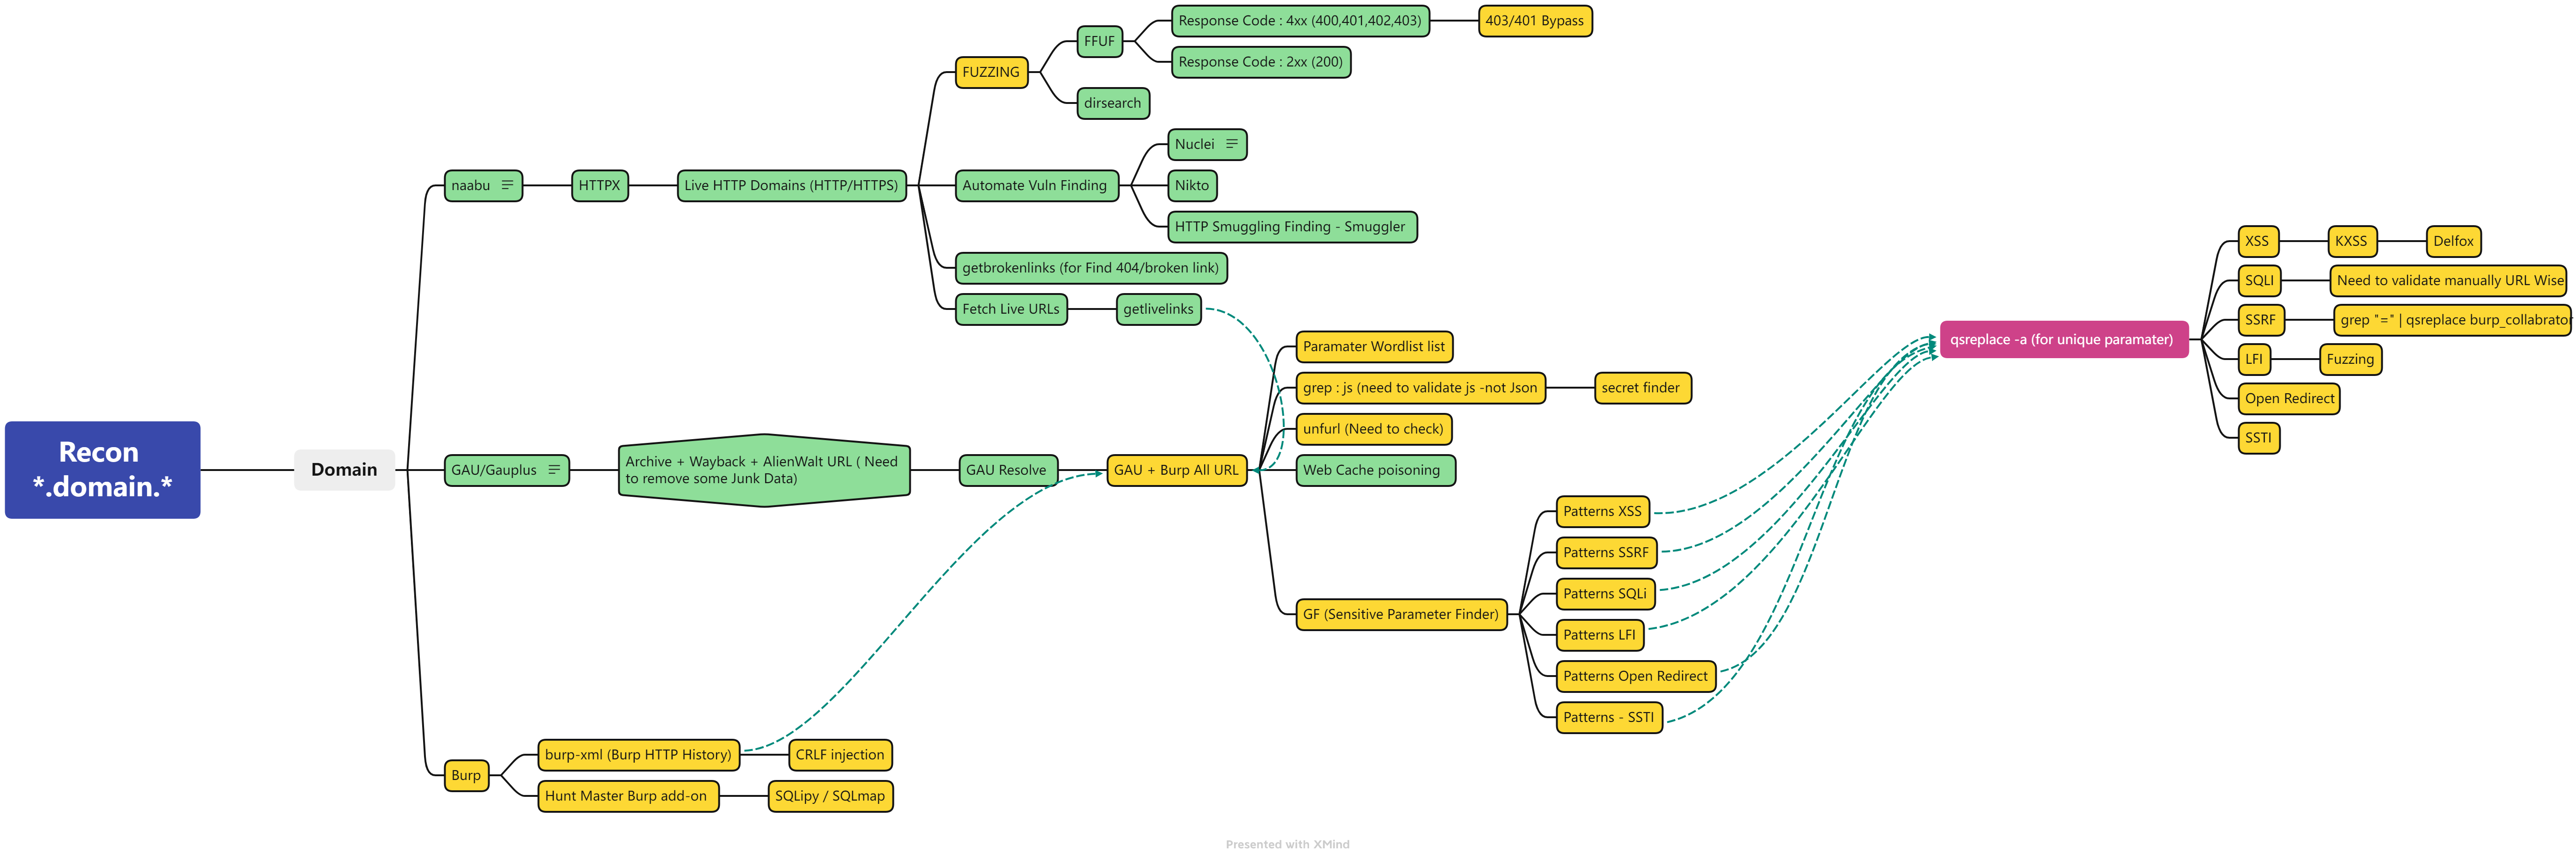 Recon
*.domain.*
Domain
naabu
HTTPX
Live HTTP Domains (HTTP/HTTPS)
FUZZING
FFUF
Response Code : 4xx (400,401,402,403)
403/401 Bypass
Response Code : 2xx (200)
dirsearch
Automate Vuln Finding
Nuclei
Nikto
HTTP Smuggling Finding - Smuggler
getbrokenlinks (for Find 404/broken link)
Fetch Live URLs
getlivelinks
GAU/Gauplus
Archive + Wayback + AlienWalt URL ( Need
to remove some Junk Data)
GAU Resolve
GAU + Burp All URL
Paramater Wordlist list
grep : js (need to validate js -not Json
secret finder
unfurl (Need to check)
Web Cache poisoning
GF (Sensitive Parameter Finder)
Patterns XSS
Patterns SSRF
Patterns SQLi
Patterns LFI
Patterns Open Redirect
Patterns - SSTI
Burp
burp-xml (Burp HTTP History)
CRLF injection
Hunt Master Burp add-on
SQLipy / SQLmap
qsreplace -a (for unique paramater)
XSS
KXSS
Delfox
SQLI
Need to validate manually URL Wise
SSRF
grep "=" | qsreplace burp_collabrator
LFI
Fuzzing
Open Redirect
SSTI
Presented with XMind